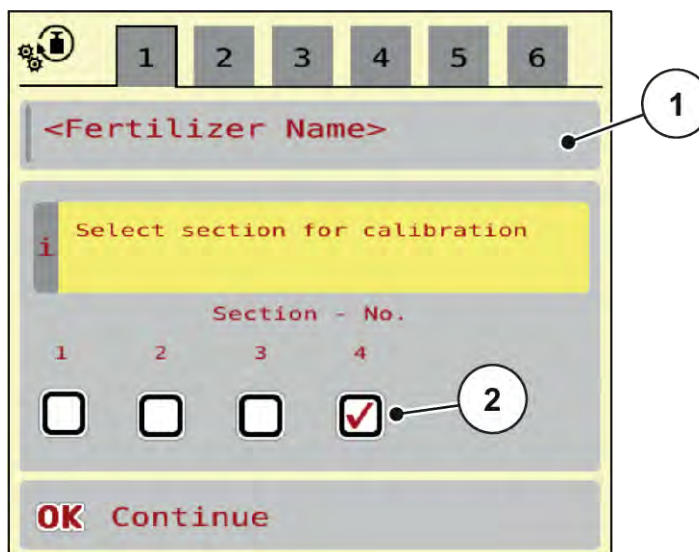 1 2 3 4 5 6
<Fertilizer Name>
1
i Select section for calibration
Section - No.
1 2 3 4
2
OK Continue